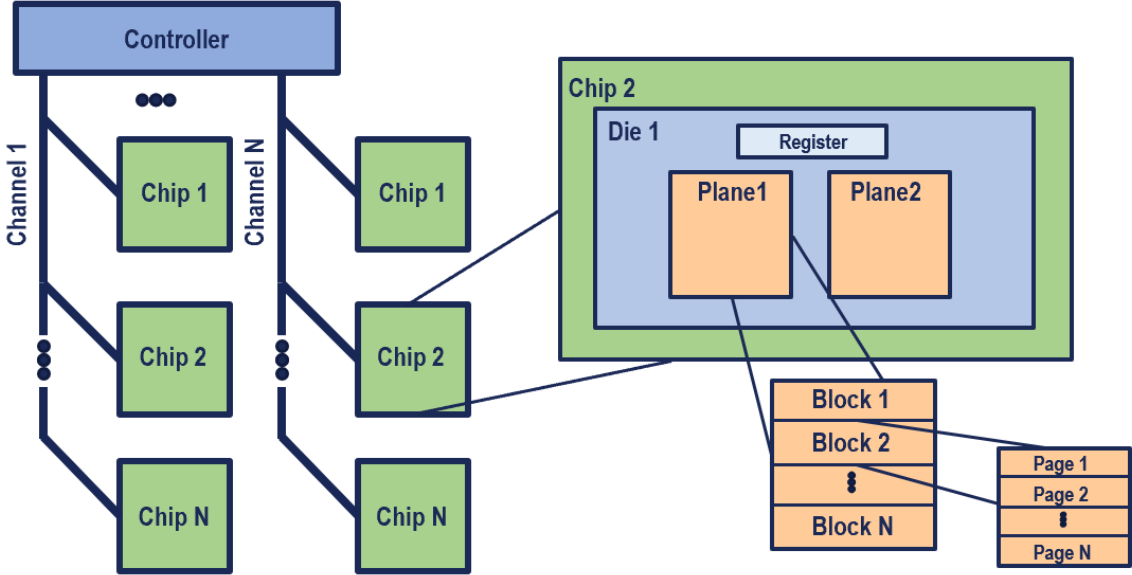 Controller
Channel 1
Chip 1
Chip 2
Chip N
Channel N
Chip 1
Chip 2
Chip N
Chip 2
Die 1
Register
Plane1
Plane2
Block 1
Block 2
Block N
Page 1
Page 2
Page N